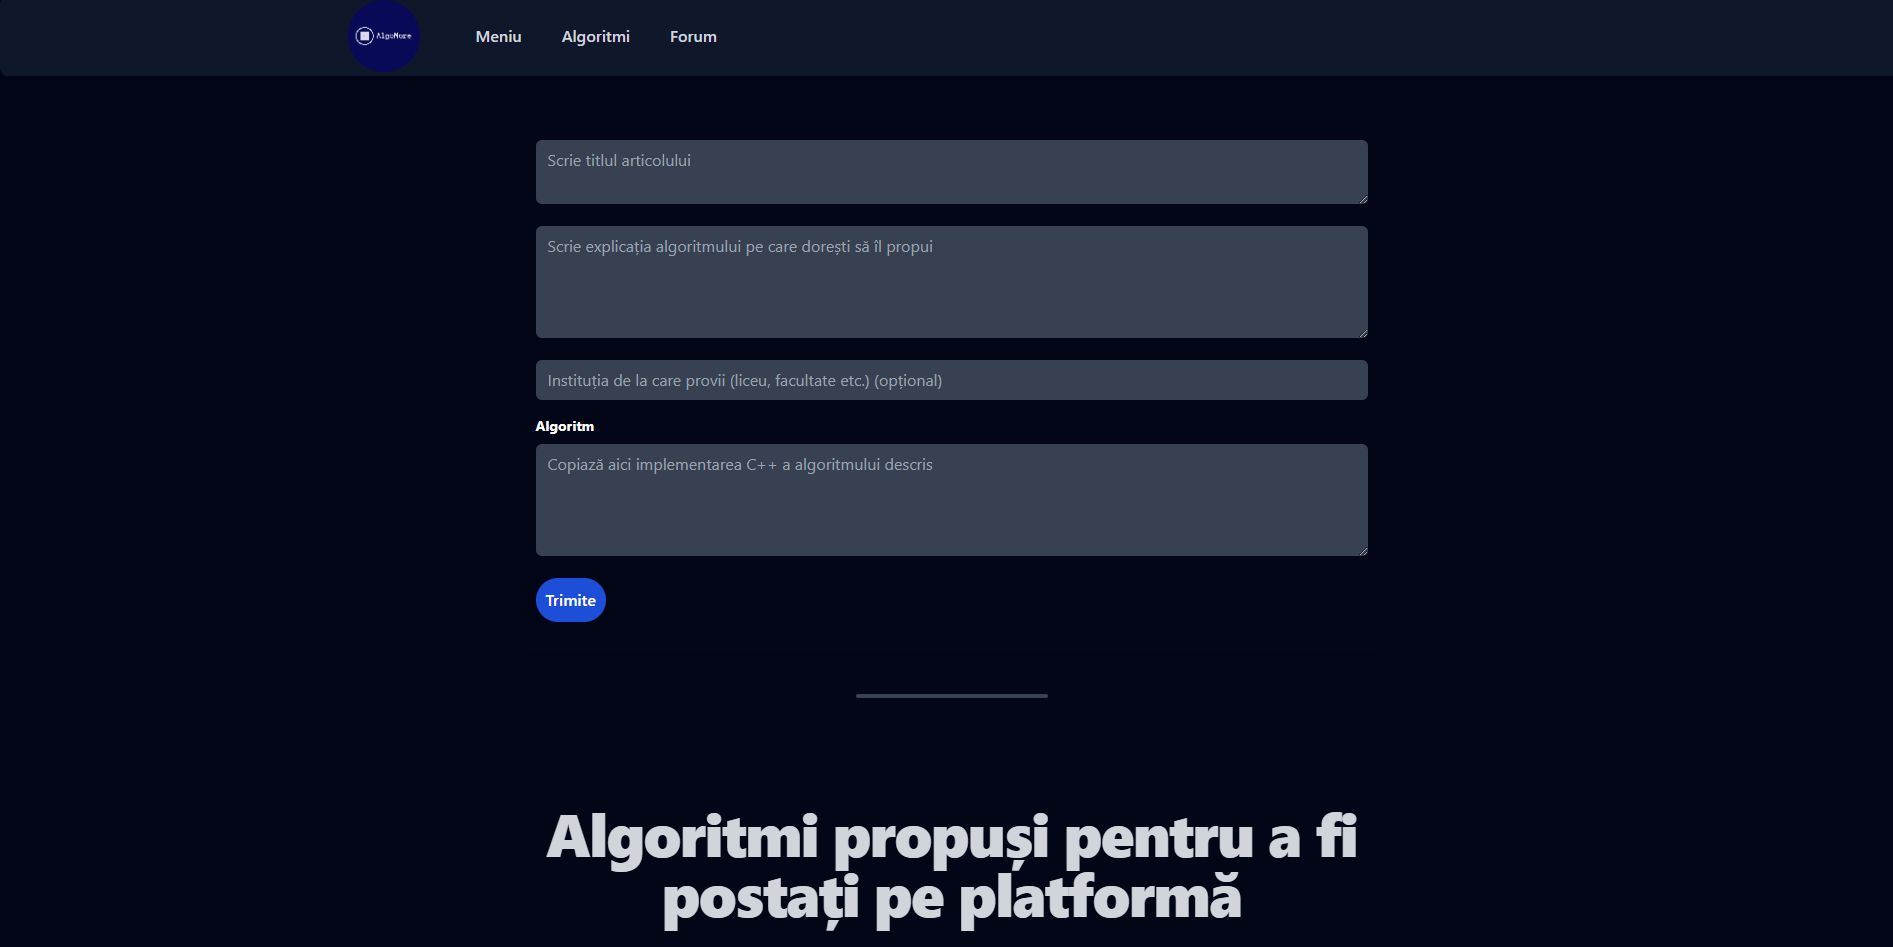 AlgoMore
Meniu Algoritmi Forum
Scrie titlul articolului
Scrie explicația algoritmului pe care dorești să îl propui
Instituția de la care provii (liceu, facultate etc.) (opțional)
Algoritm
Copiază aici implementarea C++ a algoritmului descris
Trimite
Algoritmi propuși pentru a fi
postați pe platformă